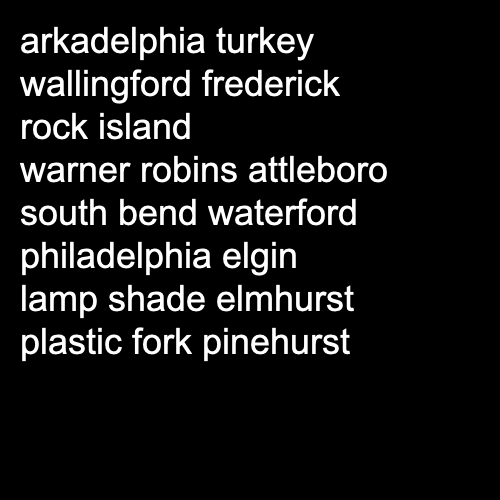 arkadelphia turkey
wallingford frederick
rock island
warner robins attleboro
south bend waterford
philadelphia elgin
lamp shade elmhurst
plastic fork pinehurst